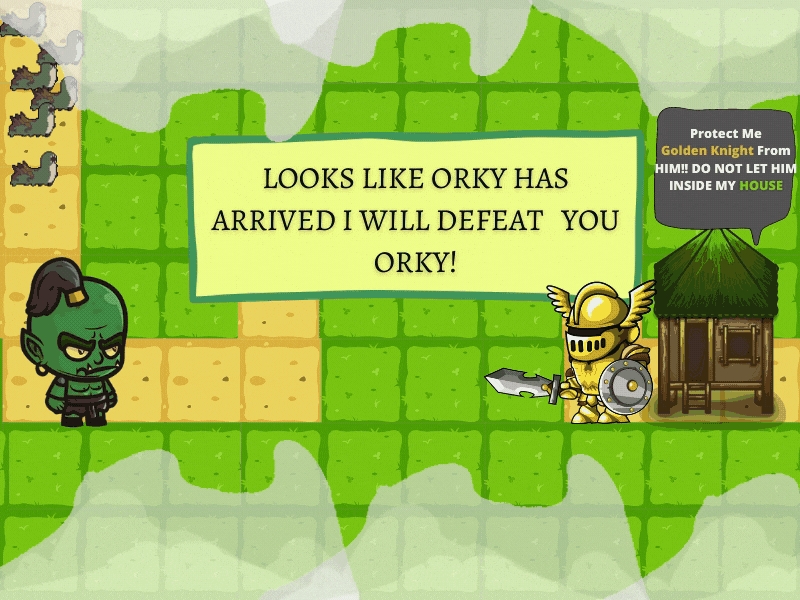 LOOKS LIKE ORKY HAS
ARRIVED I WILL DEFEAT YOU
ORKY!
Protect Me
Golden Knight From
HIM!! DO NOT LET HIM
INSIDE MY HOUSE